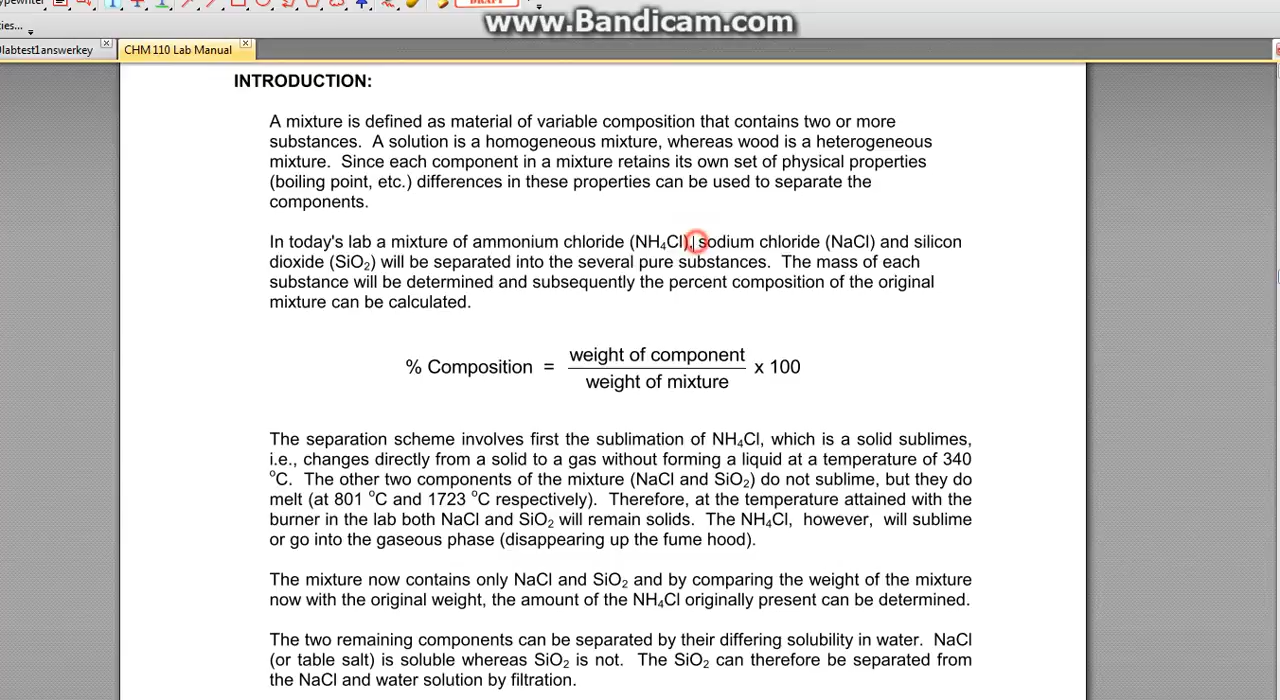 www.Bandicam.com
DRAFT
ies...
labtest1answerkey
CHM 110 Lab Manual
INTRODUCTION:
A mixture is defined as material of variable composition that contains two or more
substances. A solution is a homogeneous mixture, whereas wood is a heterogeneous
mixture. Since each component in a mixture retains its own set of physical properties
(boiling point, etc.) differences in these properties can be used to separate the
components.
In today's lab a mixture of ammonium chloride (NH₄Cl), sodium chloride (NaCl) and silicon
dioxide (SiO₂) will be separated into the several pure substances. The mass of each
substance will be determined and subsequently the percent composition of the original
mixture can be calculated.
% Composition = weight of component / weight of mixture x 100
The separation scheme involves first the sublimation of NH₄Cl, which is a solid sublimes,
i.e., changes directly from a solid to a gas without forming a liquid at a temperature of 340
°C. The other two components of the mixture (NaCl and SiO₂) do not sublime, but they do
melt (at 801 °C and 1723 °C respectively). Therefore, at the temperature attained with the
burner in the lab both NaCl and SiO₂ will remain solids. The NH₄Cl, however, will sublime
or go into the gaseous phase (disappearing up the fume hood).
The mixture now contains only NaCl and SiO₂ and by comparing the weight of the mixture
now with the original weight, the amount of the NH₄Cl originally present can be determined.
The two remaining components can be separated by their differing solubility in water. NaCl
(or table salt) is soluble whereas SiO₂ is not. The SiO₂ can therefore be separated from
the NaCl and water solution by filtration.